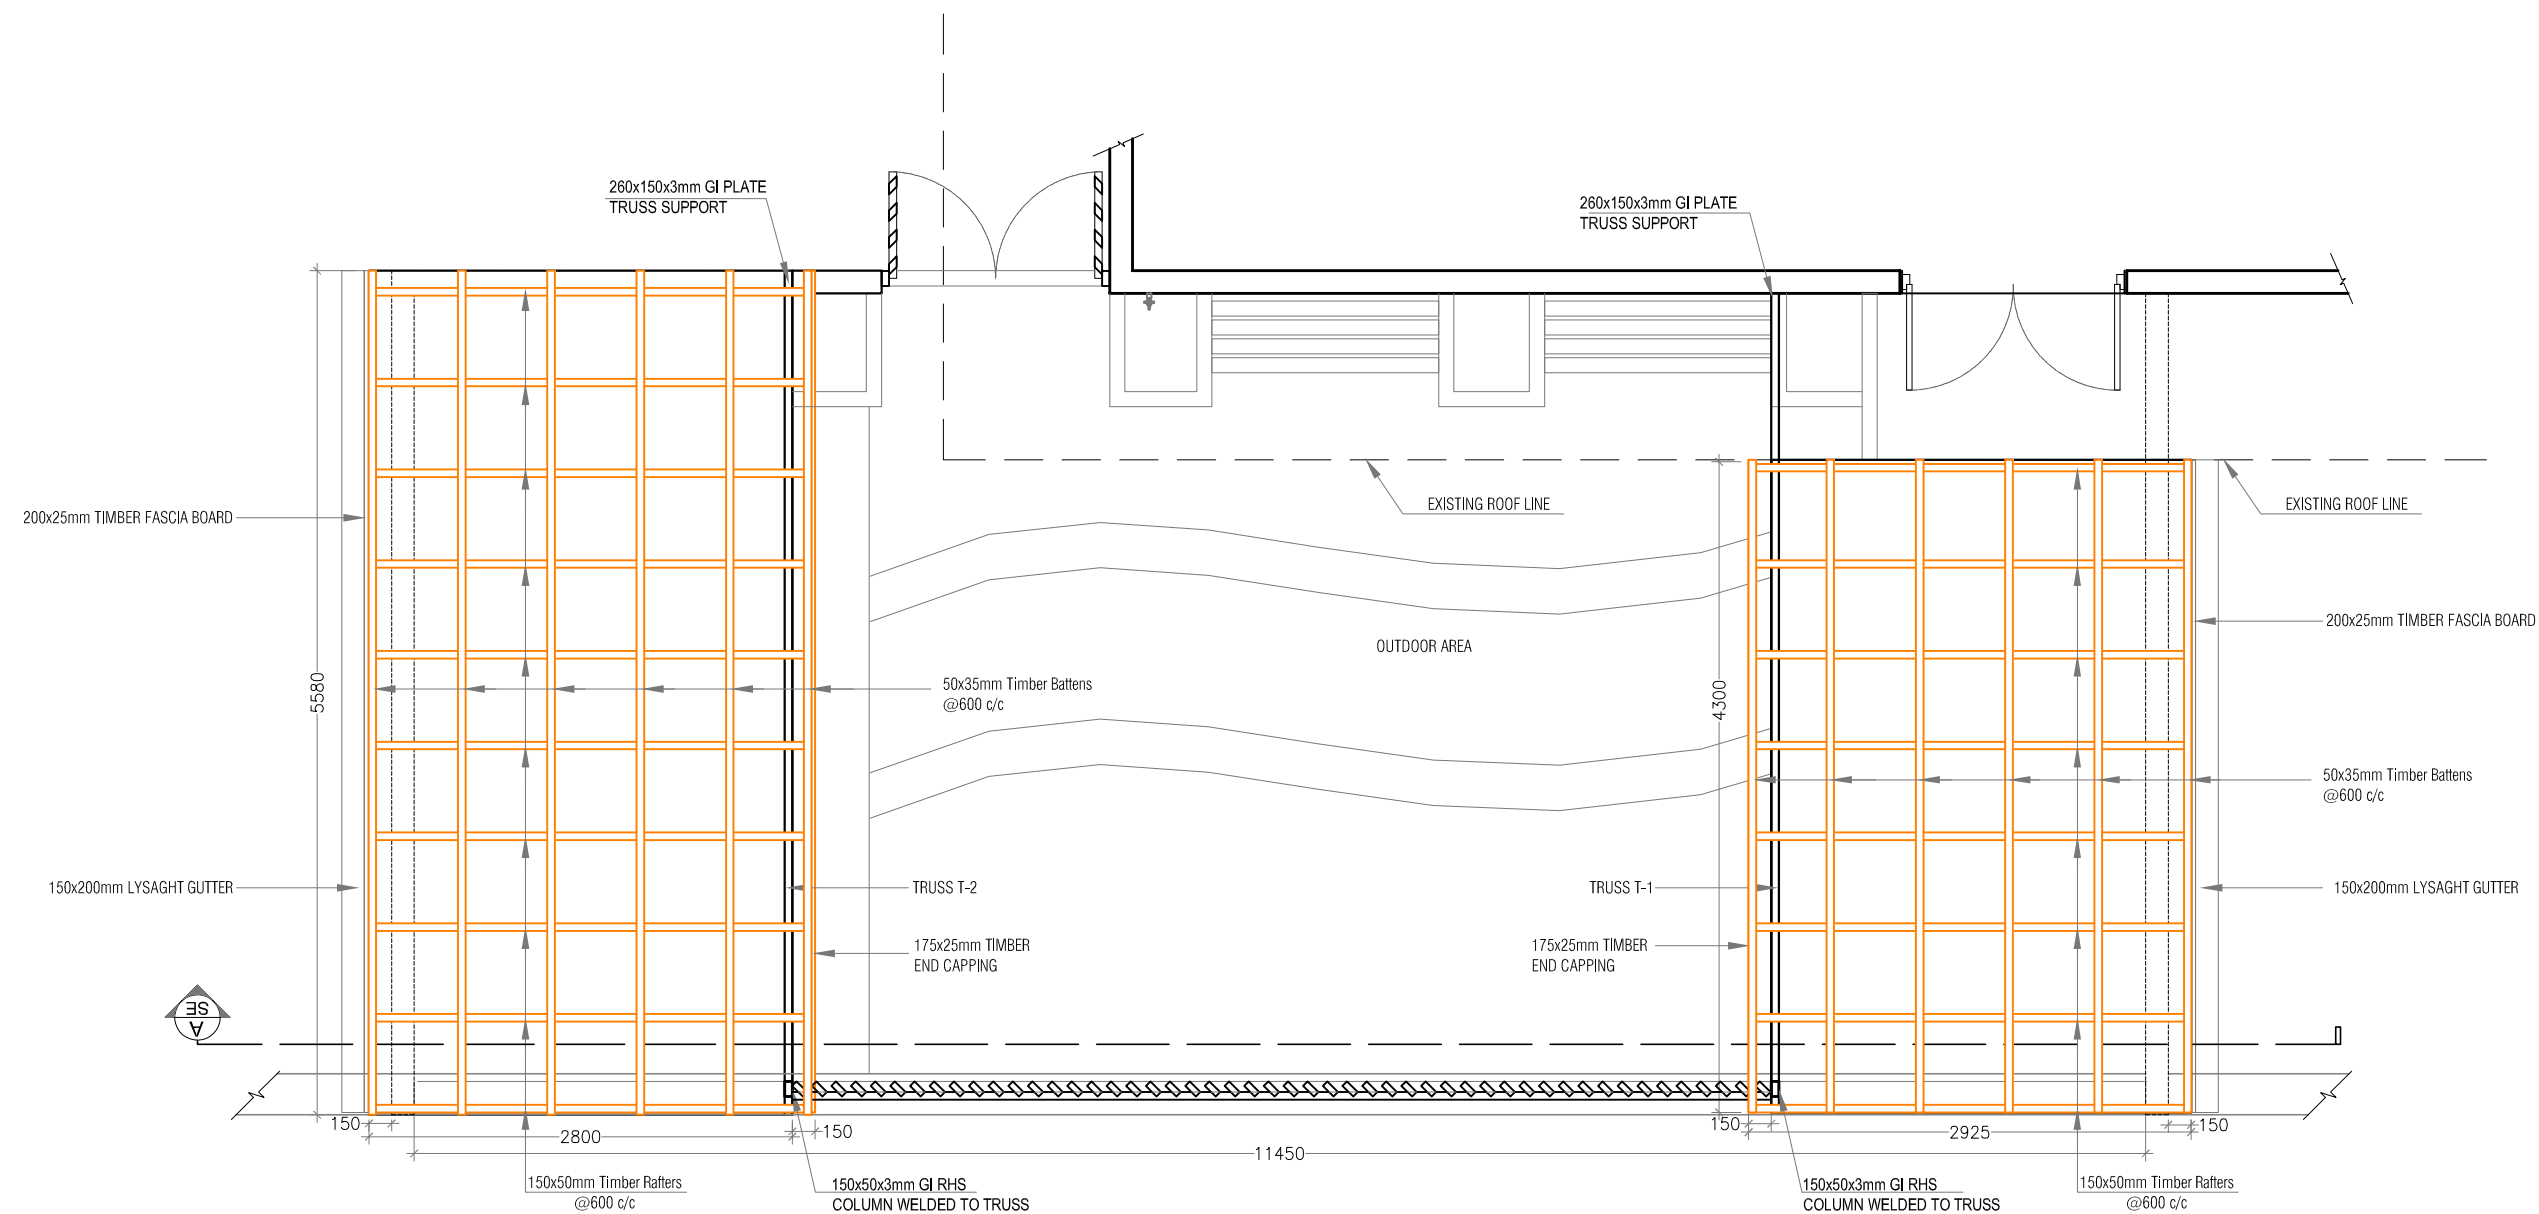 260x150x3mm GI PLATE
TRUSS SUPPORT
260x150x3mm GI PLATE
TRUSS SUPPORT
EXISTING ROOF LINE
EXISTING ROOF LINE
200x25mm TIMBER FASCIA BOARD
200x25mm TIMBER FASCIA BOARD
OUTDOOR AREA
5580
4300
50x35mm Timber Battens
@600 c/c
50x35mm Timber Battens
@600 c/c
150x200mm LYSAGHT GUTTER
TRUSS T-2
TRUSS T-1
150x200mm LYSAGHT GUTTER
175x25mm TIMBER
END CAPPING
175x25mm TIMBER
END CAPPING
SE
A
150
2800
150
150
2925
150
11450
150x50mm Timber Rafters
@600 c/c
150x50x3mm GI RHS
COLUMN WELDED TO TRUSS
150x50x3mm GI RHS
COLUMN WELDED TO TRUSS
150x50mm Timber Rafters
@600 c/c